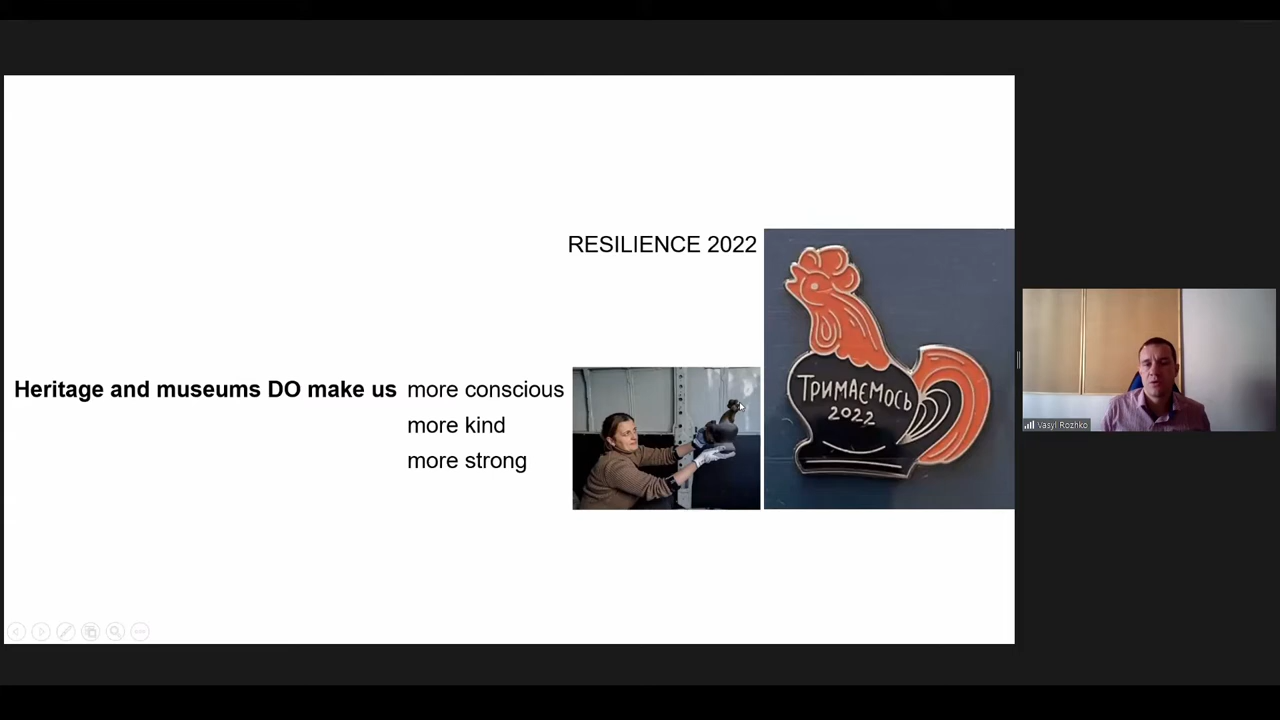 RESILIENCE 2022
Heritage and museums DO make us more conscious
more kind
more strong
Тримаємось
2022
Vasyl Rozhko